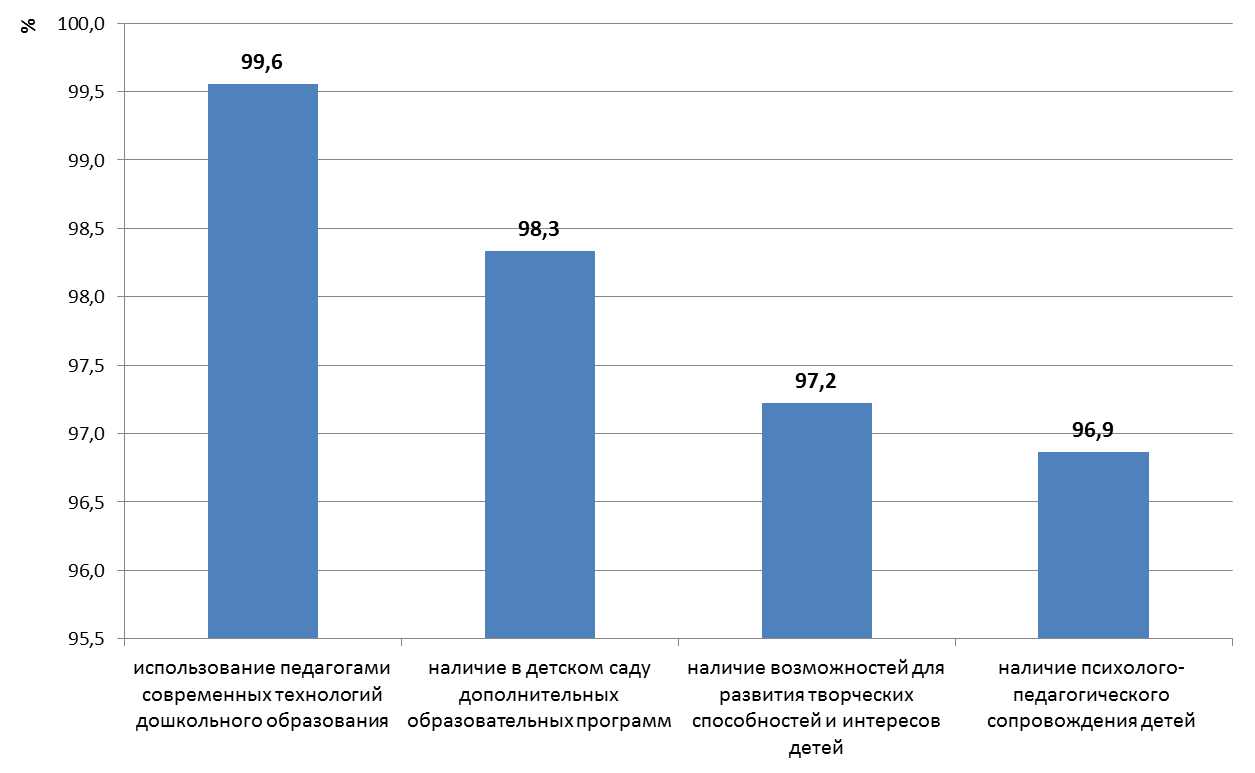 %
100,0
99,5
99,0
98,5
98,0
97,5
97,0
96,5
96,0
95,5
99,6
98,3
97,2
96,9
использование педагогами
современных технологий
дошкольного образования
наличие в детском саду
дополнительных
образовательных программ
наличие возможностей для
развития творческих
способностей и интересов
детей
наличие психолого-
педагогического
сопровождения детей